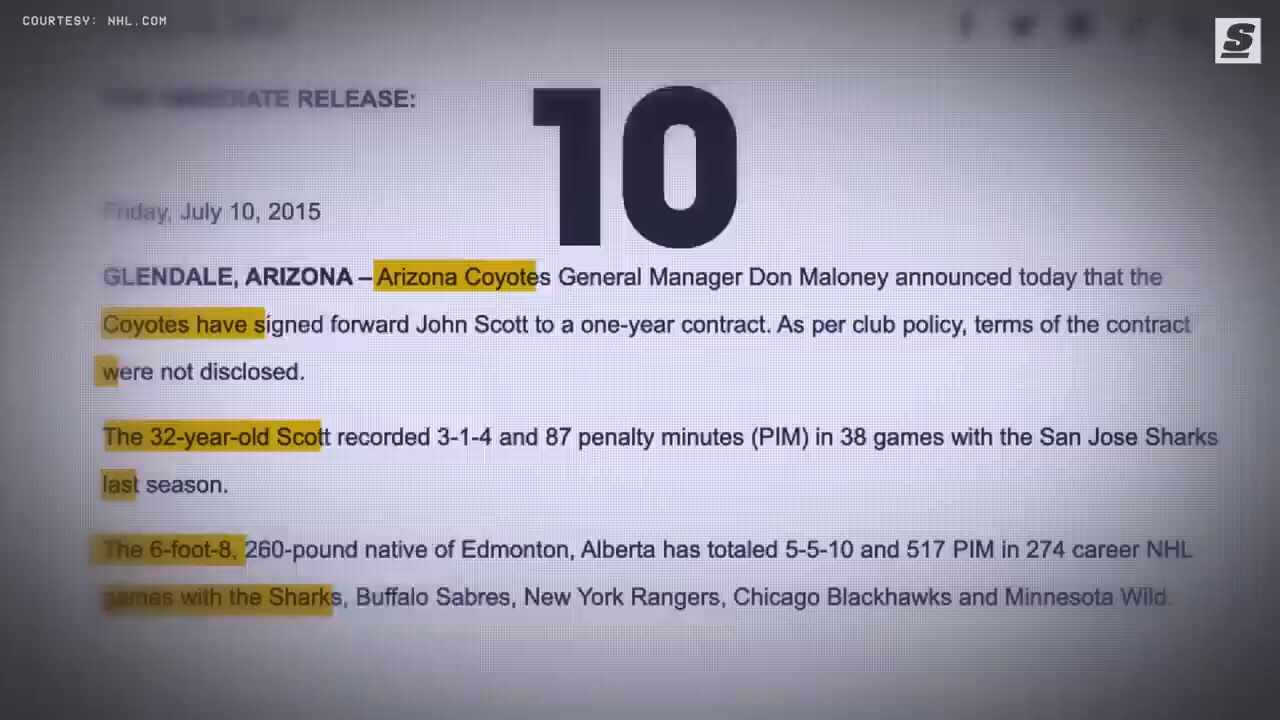 COURTESY: NHL.COM
S
FOR IMMEDIATE RELEASE:
10
Friday, July 10, 2015
GLENDALE, ARIZONA – Arizona Coyotes General Manager Don Maloney announced today that the
Coyotes have signed forward John Scott to a one-year contract. As per club policy, terms of the contract
were not disclosed.
The 32-year-old Scott recorded 3-1-4 and 87 penalty minutes (PIM) in 38 games with the San Jose Sharks
last season.
The 6-foot-8, 260-pound native of Edmonton, Alberta has totaled 5-5-10 and 517 PIM in 274 career NHL
games with the Sharks, Buffalo Sabres, New York Rangers, Chicago Blackhawks and Minnesota Wild.